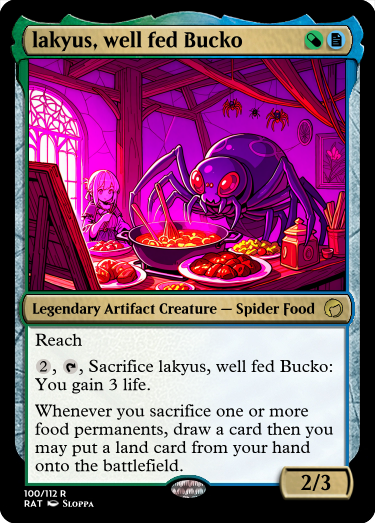 lakyus, well fed Bucko
Legendary Artifact Creature — Spider Food
Reach
2, , Sacrifice lakyus, well fed Bucko:
You gain 3 life.
Whenever you sacrifice one or more
food permanents, draw a card then you
may put a land card from your hand
onto the battlefield.
2/3
100/112 R
RAT Sloppa